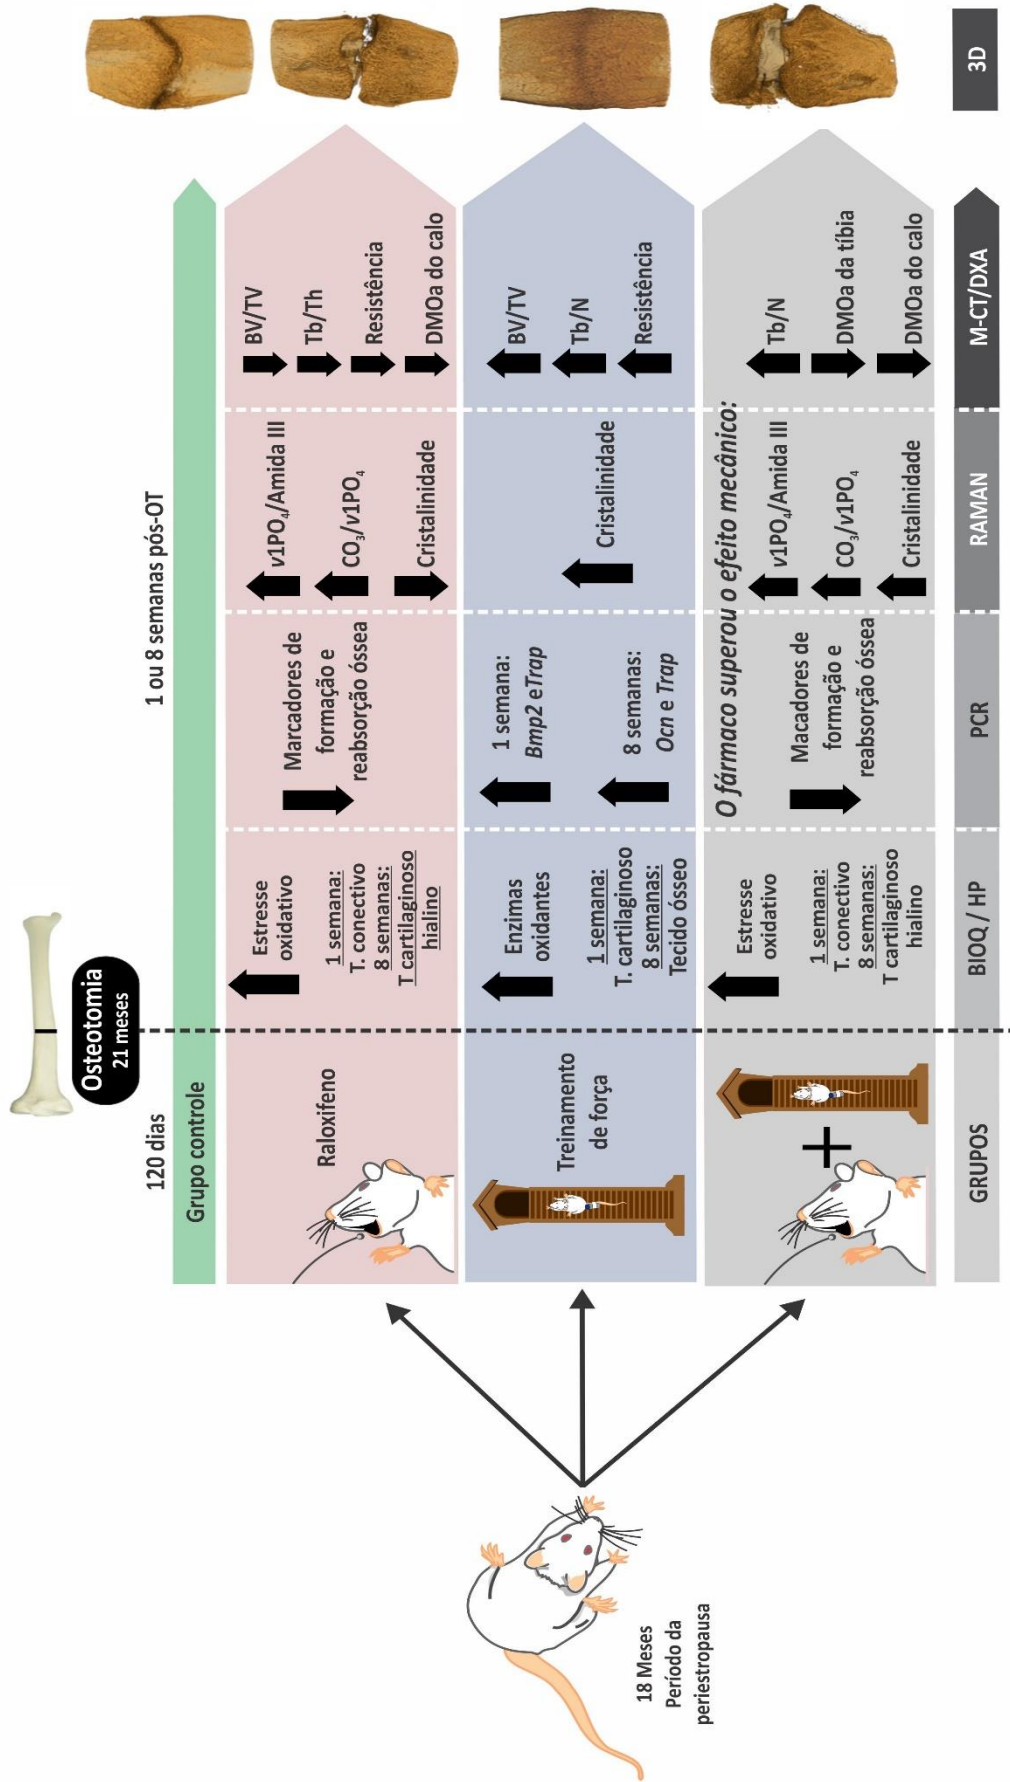 Osteotomia
21 meses
120 dias
1 ou 8 semanas pós-OT
Grupo controle
Raloxifeno
Estresse
oxidativo
1 semana:
T. conectivo
8 semanas:
T cartilaginoso
hialino
Marcadores de
formação e
reabsorção óssea
v1PO₄/Amida III
CO₃/v1PO₄
Cristalinidade
BV/TV
Tb/Th
Resistência
DMOa do calo
Treinamento
de força
Enzimas
oxidantes
1 semana:
T. cartilaginoso
8 semanas:
Tecido ósseo
1 semana:
Bmp2 eTrap
8 semanas:
Ocn e Trap
Cristalinidade
BV/TV
Tb/N
Resistência
+
O fármaco superou o efeito mecânico:
Estresse
oxidativo
1 semana:
T. conectivo
8 semanas:
T cartilaginoso
hialino
Macadores de
formação e
reabsorção óssea
v1PO₄/Amida III
CO₃/v1PO₄
Cristalinidade
Tb/N
DMOa da tíbia
DMOa do calo
18 Meses
Período da
periestropausa
GRUPOS
BIOQ / HP
PCR
RAMAN
M-CT/DXA
3D